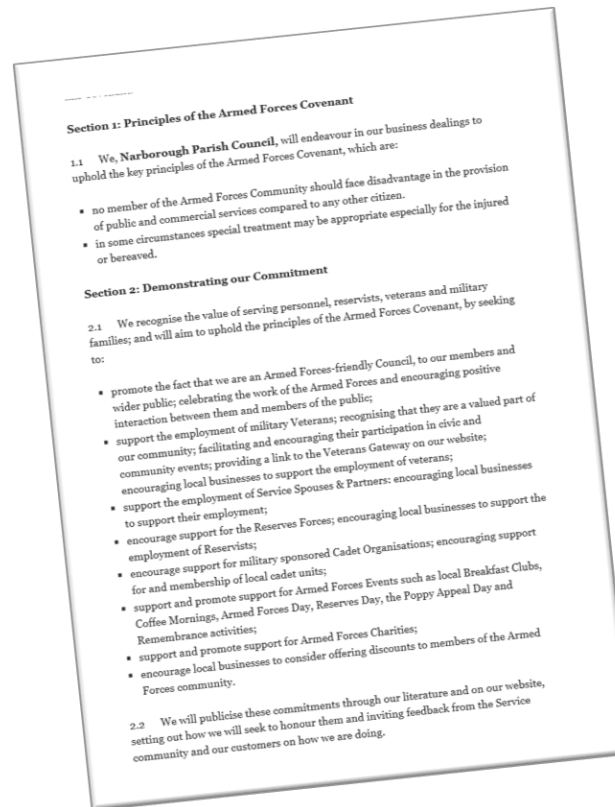 Section 1: Principles of the Armed Forces Covenant
1.1 We, Narborough Parish Council, will endeavour in our business dealings to
uphold the key principles of the Armed Forces Covenant, which are:
▪ no member of the Armed Forces Community should face disadvantage in the provision
of public and commercial services compared to any other citizen.
▪ in some circumstances special treatment may be appropriate especially for the injured
or bereaved.
Section 2: Demonstrating our Commitment
2.1 We recognise the value of serving personnel, reservists, veterans and military
families; and will aim to uphold the principles of the Armed Forces Covenant, by seeking
to:
▪ promote the fact that we are an Armed Forces-friendly Council, to our members and
wider public; celebrating the work of the Armed Forces and encouraging positive
interaction between them and members of the public;
▪ support the employment of military Veterans; recognising that they are a valued part of
our community; facilitating and encouraging their participation in civic and
community events; providing a link to the Veterans Gateway on our website;
encouraging local businesses to support the employment of veterans;
▪ support the employment of Service Spouses & Partners: encouraging local businesses
to support their employment;
▪ encourage support for the Reserves Forces; encouraging local businesses to support the
employment of Reservists;
▪ encourage support for military sponsored Cadet Organisations; encouraging support
for and membership of local cadet units;
▪ support and promote support for Armed Forces Events such as local Breakfast Clubs,
Coffee Mornings, Armed Forces Day, Reserves Day, the Poppy Appeal Day and
Remembrance activities;
▪ support and promote support for Armed Forces Charities;
▪ encourage local businesses to consider offering discounts to members of the Armed
Forces community.
2.2 We will publicise these commitments through our literature and on our website,
setting out how we will seek to honour them and inviting feedback from the Service
community and our customers on how we are doing.